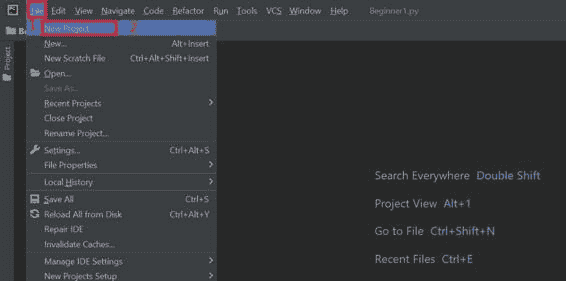 File Edit View Navigate Code Refactor Run Tools VCS Window Help Beginner1.py
1 New Project 2
New... Alt+Insert
New Scratch File Ctrl+Alt+Shift+Insert
Open...
Save As...
Recent Projects
Close Project
Rename Project...
Settings... Ctrl+Alt+S
File Properties
Local History
Save All Ctrl+S
Reload All from Disk Ctrl+Alt+Y
Repair IDE
Invalidate Caches...
Manage IDE Settings
New Projects Setup
Project
Search Everywhere Double Shift
Project View Alt+1
Go to File Ctrl+Shift+N
Recent Files Ctrl+E